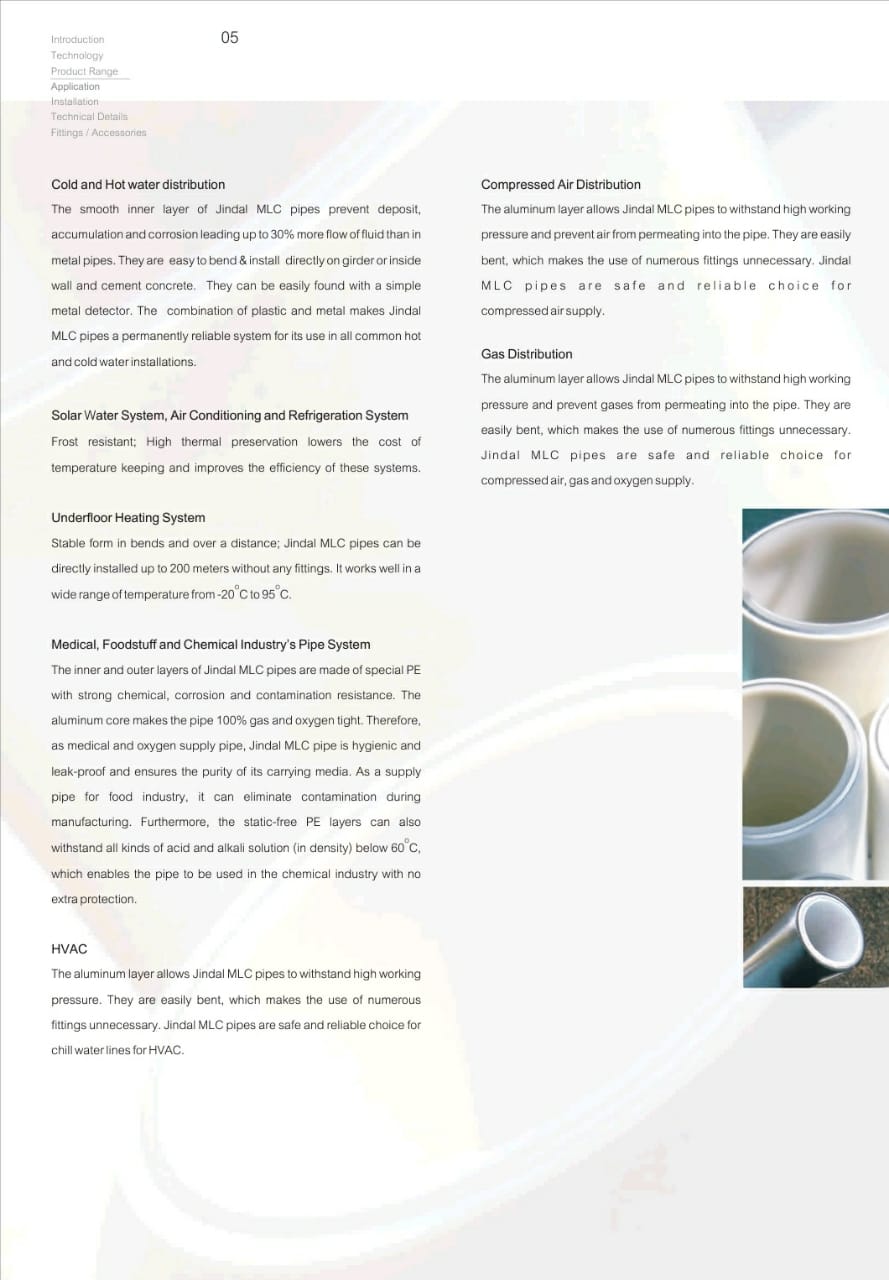 05
Introduction
Technology
Product Range
Application
Installation
Technical Details
Fittings / Accessories
Cold and Hot water distribution
The smooth inner layer of Jindal MLC pipes prevent deposit,
accumulation and corrosion leading up to 30% more flow of fluid than in
metal pipes. They are easy to bend & install directly on girder or inside
wall and cement concrete. They can be easily found with a simple
metal detector. The combination of plastic and metal makes Jindal
MLC pipes a permanently reliable system for its use in all common hot
and cold water installations.
Solar Water System, Air Conditioning and Refrigeration System
Frost resistant; High thermal preservation lowers the cost of
temperature keeping and improves the efficiency of these systems.
Underfloor Heating System
Stable form in bends and over a distance; Jindal MLC pipes can be
directly installed up to 200 meters without any fittings. It works well in a
wide range of temperature from -20°C to 95°C.
Medical, Foodstuff and Chemical Industry's Pipe System
The inner and outer layers of Jindal MLC pipes are made of special PE
with strong chemical, corrosion and contamination resistance. The
aluminum core makes the pipe 100% gas and oxygen tight. Therefore,
as medical and oxygen supply pipe, Jindal MLC pipe is hygienic and
leak-proof and ensures the purity of its carrying media. As a supply
pipe for food industry, it can eliminate contamination during
manufacturing. Furthermore, the static-free PE layers can also
withstand all kinds of acid and alkali solution (in density) below 60°C,
which enables the pipe to be used in the chemical industry with no
extra protection.
HVAC
The aluminum layer allows Jindal MLC pipes to withstand high working
pressure. They are easily bent, which makes the use of numerous
fittings unnecessary. Jindal MLC pipes are safe and reliable choice for
chill water lines for HVAC.
Compressed Air Distribution
The aluminum layer allows Jindal MLC pipes to withstand high working
pressure and prevent air from permeating into the pipe. They are easily
bent, which makes the use of numerous fittings unnecessary. Jindal
MLC pipes are safe and reliable choice for
compressed air supply.
Gas Distribution
The aluminum layer allows Jindal MLC pipes to withstand high working
pressure and prevent gases from permeating into the pipe. They are
easily bent, which makes the use of numerous fittings unnecessary.
Jindal MLC pipes are safe and reliable choice for
compressed air, gas and oxygen supply.